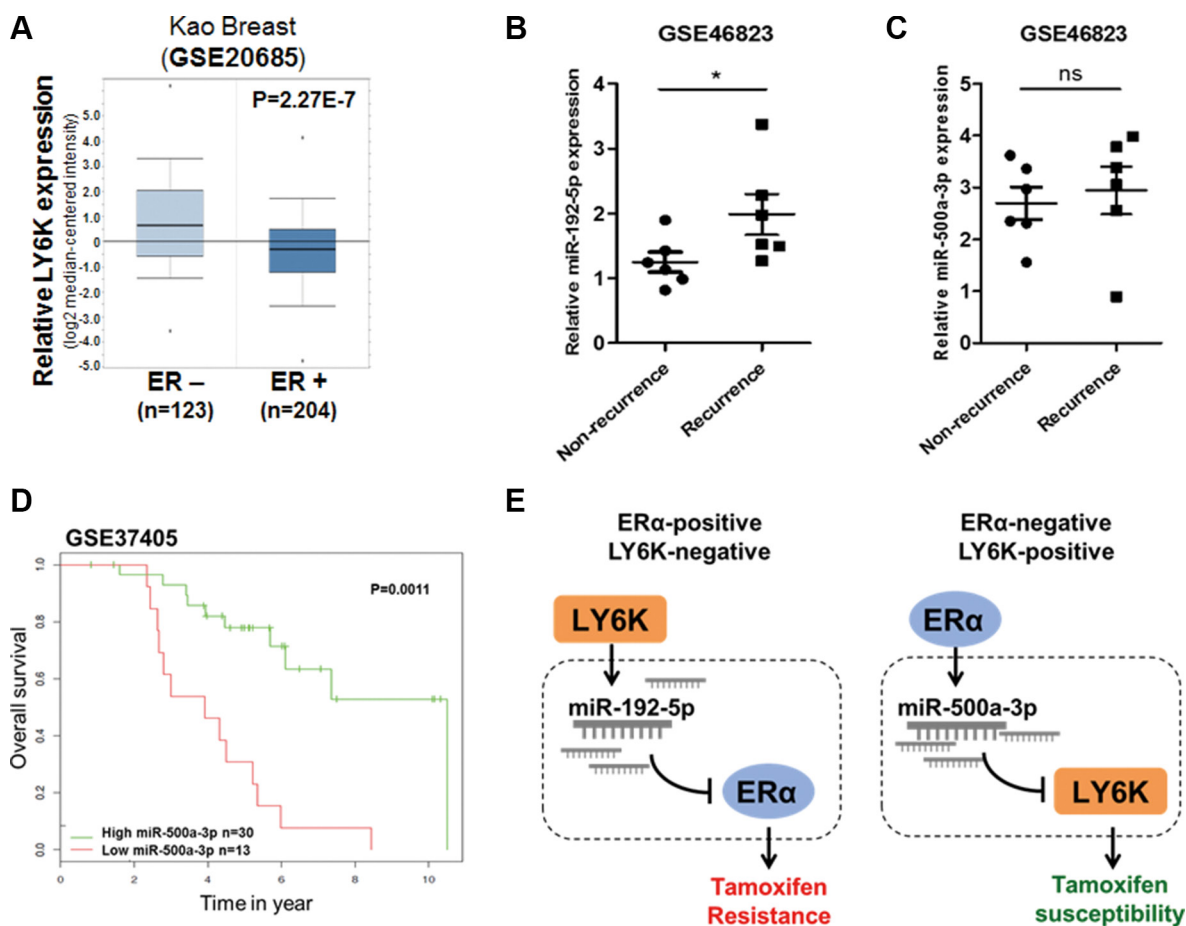 A
Kao Breast
(GSE20685)
Relative LY6K expression
(log2 median-centered intensity)
P=2.27E-7
5.0
4.0
3.0
2.0
1.0
0
-1.0
-2.0
-3.0
-4.0
-5.0
ER –
(n=123)
ER +
(n=204)
B
GSE46823
Relative miR-192-5p expression
4
3
2
1
0
*
Non-recurrence
Recurrence
C
GSE46823
Relative miR-500a-3p expression
5
4
3
2
1
0
ns
Non-recurrence
Recurrence
D
GSE37405
Overall survival
1.0
0.8
0.6
0.4
0.2
0.0
P=0.0011
High miR-500a-3p n=30
Low miR-500a-3p n=13
0
2
4
6
8
10
Time in year
E
ERα-positive
LY6K-negative
LY6K
miR-192-5p
ERα
Tamoxifen
Resistance
ERα-negative
LY6K-positive
ERα
miR-500a-3p
LY6K
Tamoxifen
susceptibility